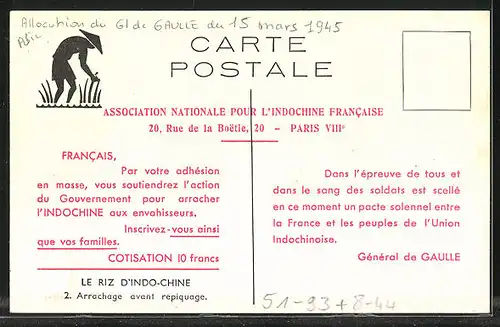 Allocution du Gl de GAULLE du 15 mars 1945
CARTE
POSTALE
ASSOCIATION NATIONALE POUR L'INDOCHINE FRANÇAISE
20, Rue de la Boëtie, 20 - PARIS VIIIe
FRANÇAIS,
Par votre adhésion
en masse, vous soutiendrez l'action
du Gouvernement pour arracher
l'INDOCHINE aux envahisseurs.
Inscrivez-vous ainsi
que vos familles.
COTISATION 10 francs
LE RIZ D'INDO-CHINE
2. Arrachage avant repiquage.
Dans l'épreuve de tous et
dans le sang des soldats est scellé
en ce moment un pacte solennel entre
la France et les peuples de l'Union
Indochinoise.
Général de GAULLE
51-93+8-44